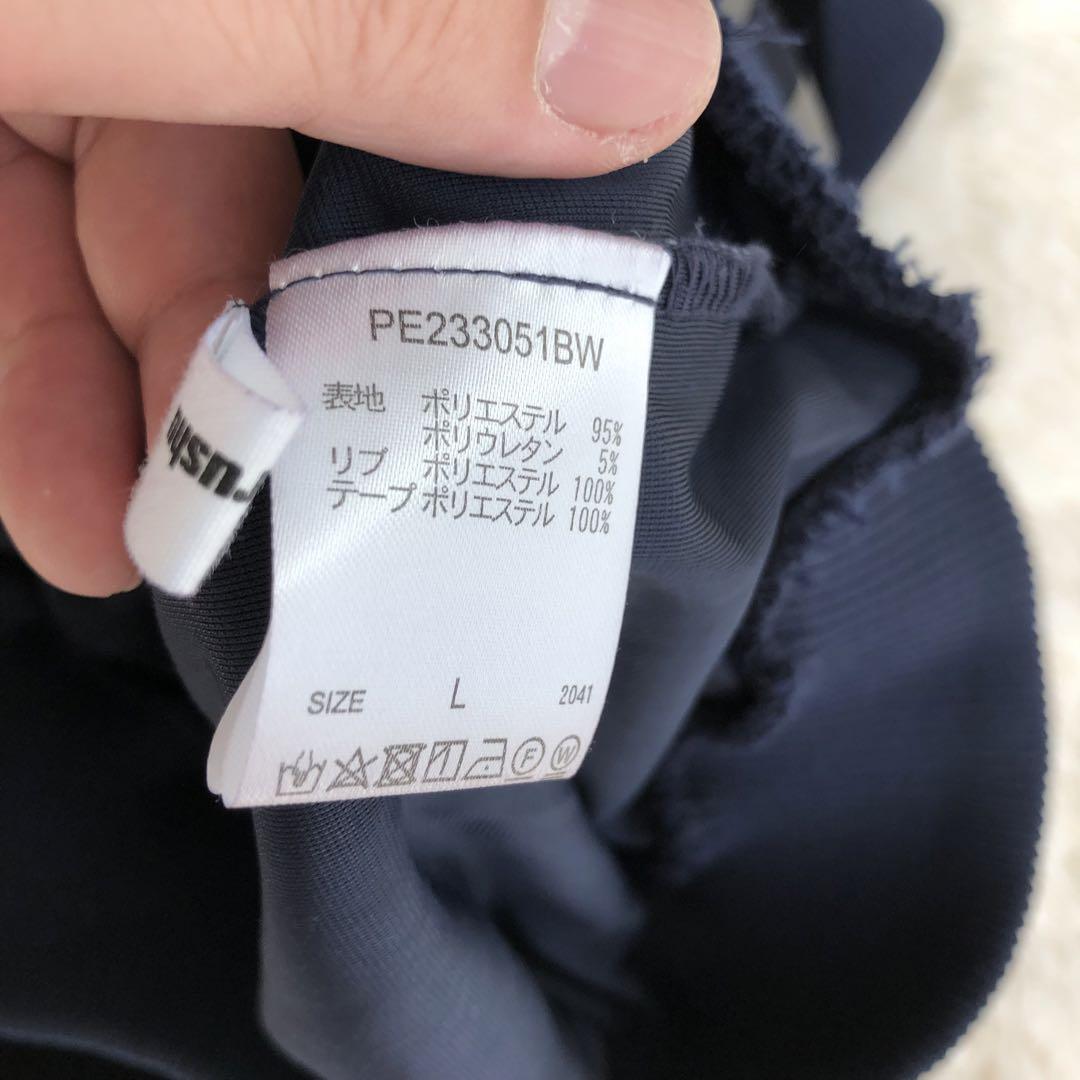 PE233051BW
表地 ポリエステル 95%
ポリウレタン 5%
リブ ポリエステル 100%
テープ ポリエステル 100%
SIZE L 2041
F W